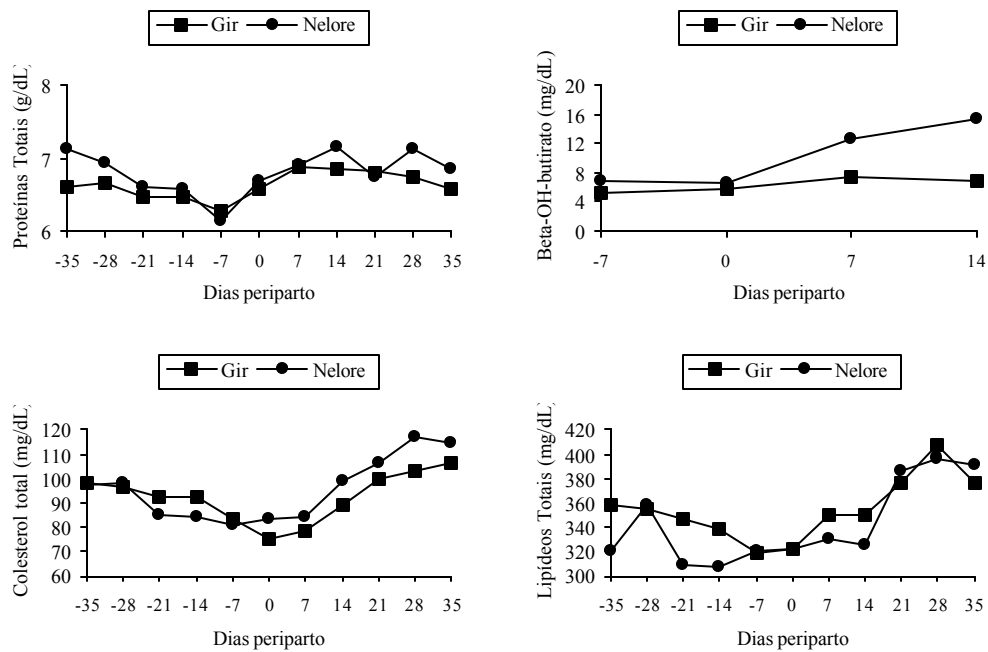 Gir Nelore
Proteínas Totais (g/dL)
8
7
6
-35 -28 -21 -14 -7 0 7 14 21 28 35
Dias periparto
Gir Nelore
Beta-OH-butirato (mg/dL)
20
16
12
8
4
0
-7 0 7 14
Dias periparto
Gir Nelore
Colesterol total (mg/dL)
120
110
100
90
80
70
60
-35 -28 -21 -14 -7 0 7 14 21 28 35
Dias periparto
Gir Nelore
Lipídeos Totais (mg/dL)
420
400
380
360
340
320
300
-35 -28 -21 -14 -7 0 7 14 21 28 35
Dias periparto